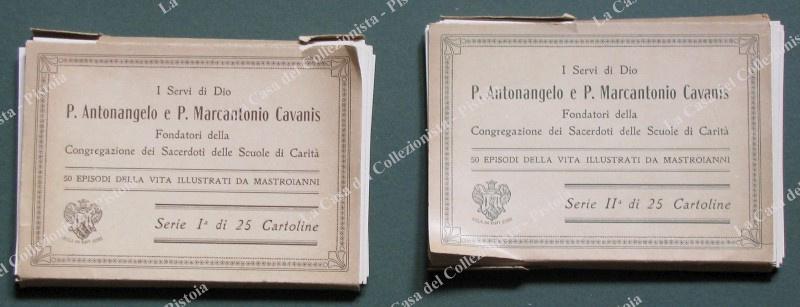 I Servi di Dio
P. Antonangelo e P. Marcantonio Cavanis
Fondatori della
Congregazione dei Sacerdoti delle Scuole di Carità
50 EPISODI DELLA VITA ILLUSTRATI DA MASTROIANNI
Serie Iª di 25 Cartoline
I Servi di Dio
P. Antonangelo e P. Marcantonio Cavanis
Fondatori della
Congregazione dei Sacerdoti delle Scuole di Carità
50 EPISODI DELLA VITA ILLUSTRATI DA MASTROIANNI
Serie IIª di 25 Cartoline
La Casa del Collezionista - Pistoia